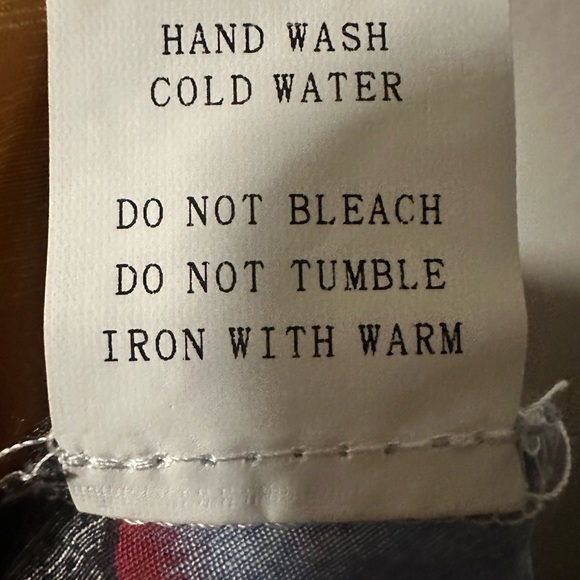 HAND WASH
COLD WATER
DO NOT BLEACH
DO NOT TUMBLE
IRON WITH WARM